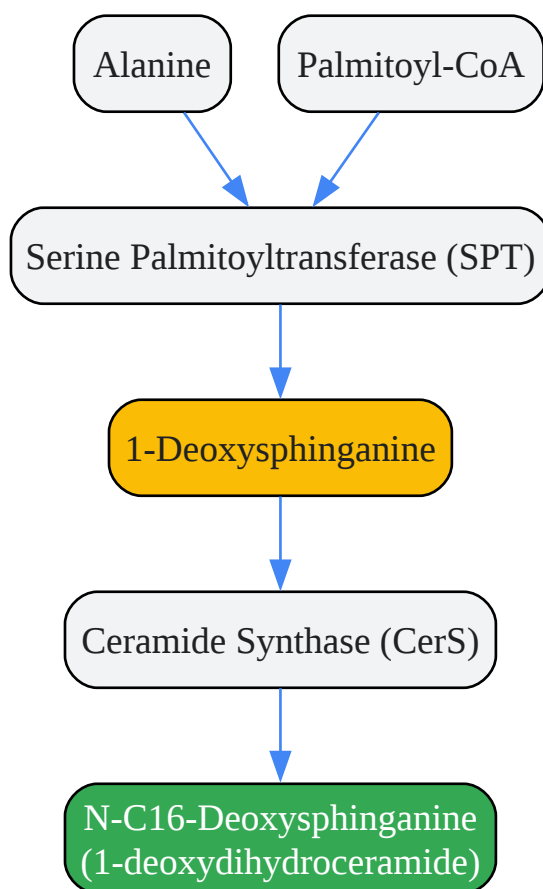 Alanine
Palmitoyl-CoA
Serine Palmitoyltransferase (SPT)
1-Deoxysphinganine
Ceramide Synthase (CerS)
N-C16-Deoxysphinganine
(1-deoxydihydroceramide)